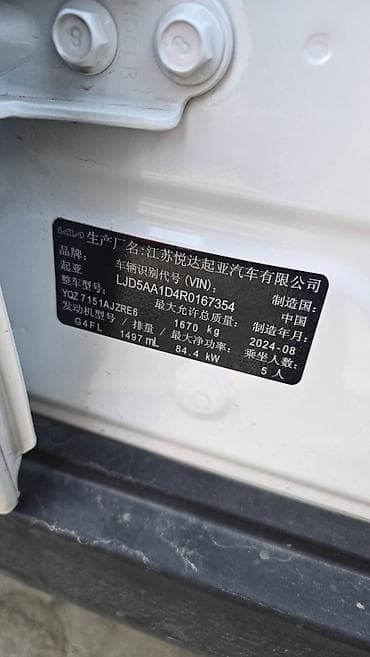 KIA 生产厂名:江苏悦达起亚汽车有限公司
品牌: 车辆识别代号(VIN): 制造国:
起亚 LJD5AA1D4R0167354 中国
整车型号: 最大允许总质量: 制造年月:
YQZ7151AJZRE6 1670 kg 2024-08
发动机型号/排量/最大净功率: 乘坐人数:
G4FL 1497 mL 84.4 kW 5人
8
8